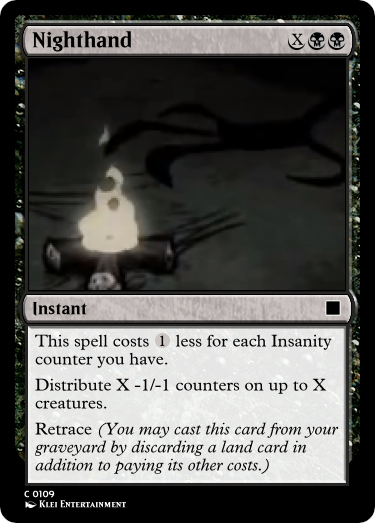 Nighthand X
Instant
This spell costs 1 less for each Insanity
counter you have.
Distribute X -1/-1 counters on up to X
creatures.
Retrace (You may cast this card from your
graveyard by discarding a land card in
addition to paying its other costs.)
C 0109
Klei Entertainment